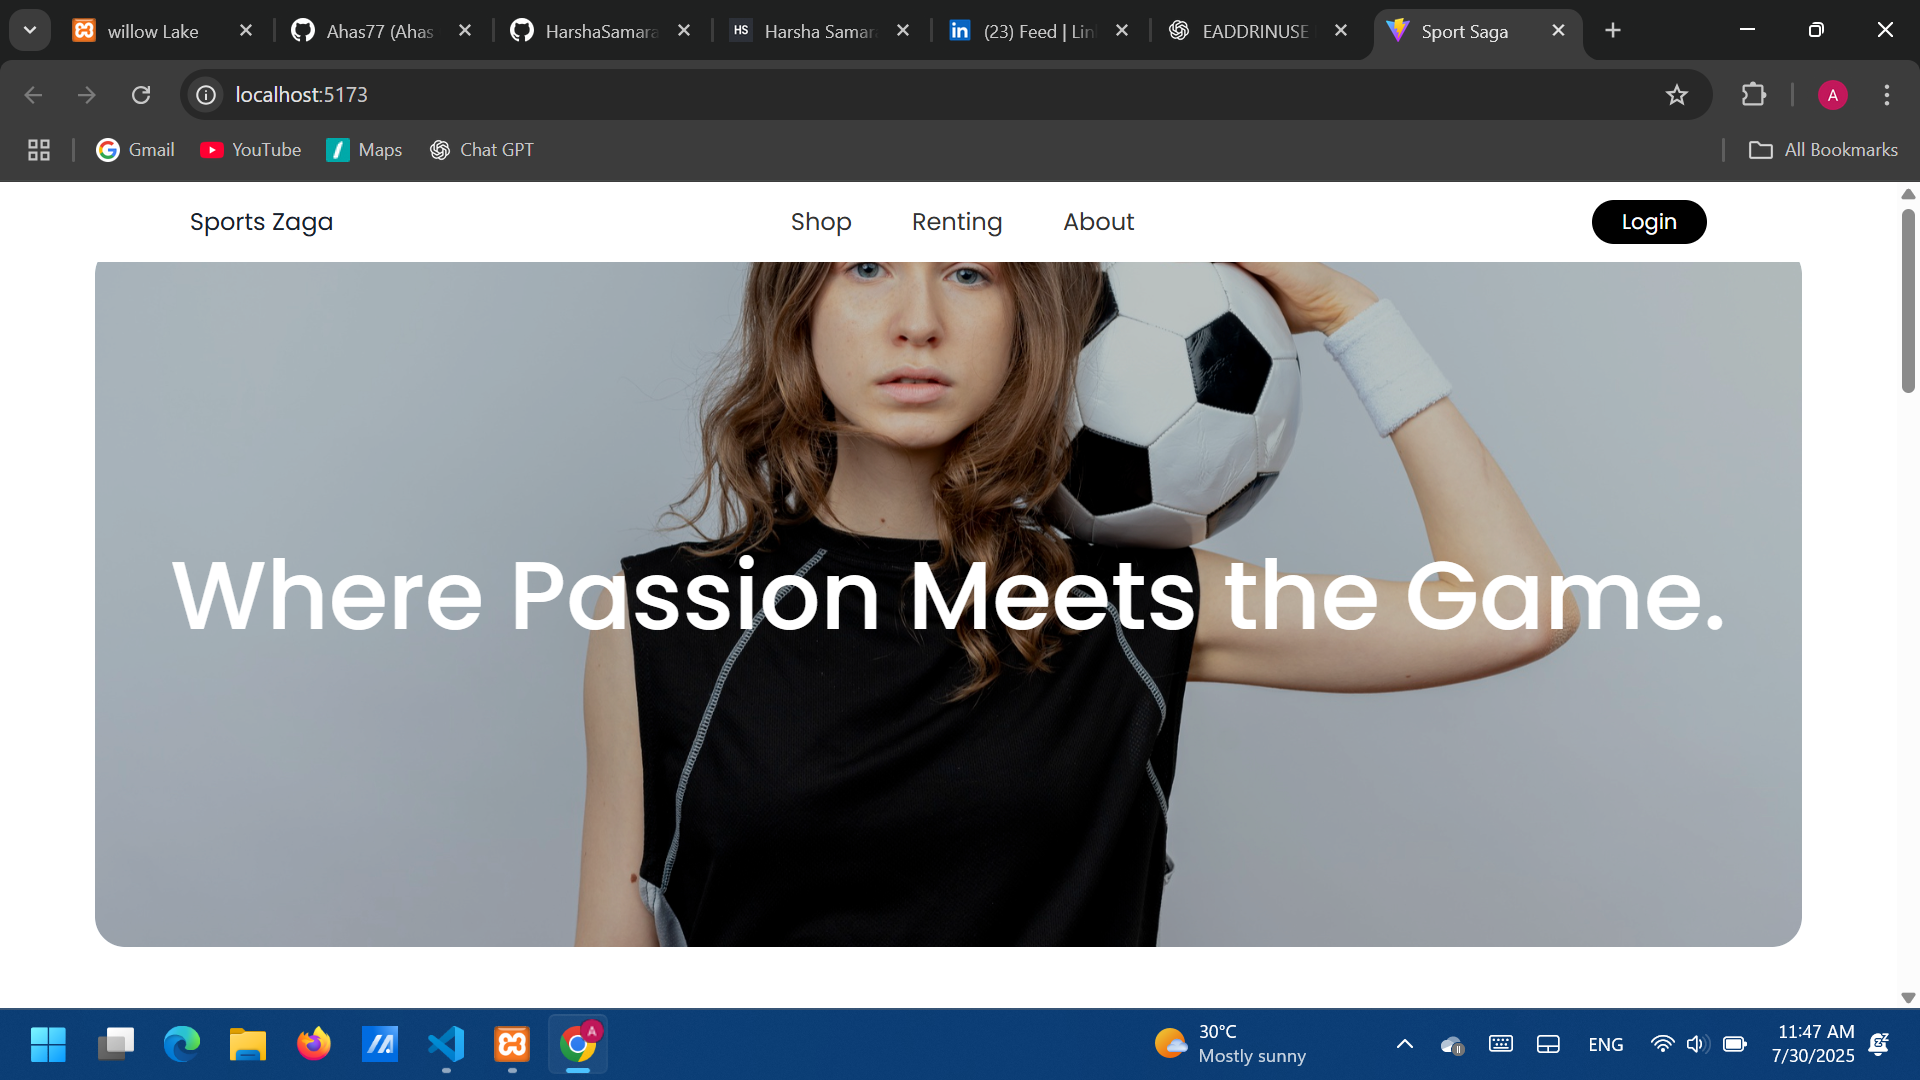 willow Lake
Ahas77 (Ahas
HarshaSamara
HS
Harsha Samar
in
(23) Feed | Lin
EADDRINUSE
Sport Saga
localhost:5173
A
Gmail
YouTube
Maps
Chat GPT
All Bookmarks
Sports Zaga
Shop
Renting
About
Login
Where Passion Meets the Game.
A
30°C
Mostly sunny
ENG
11:47 AM
7/30/2025